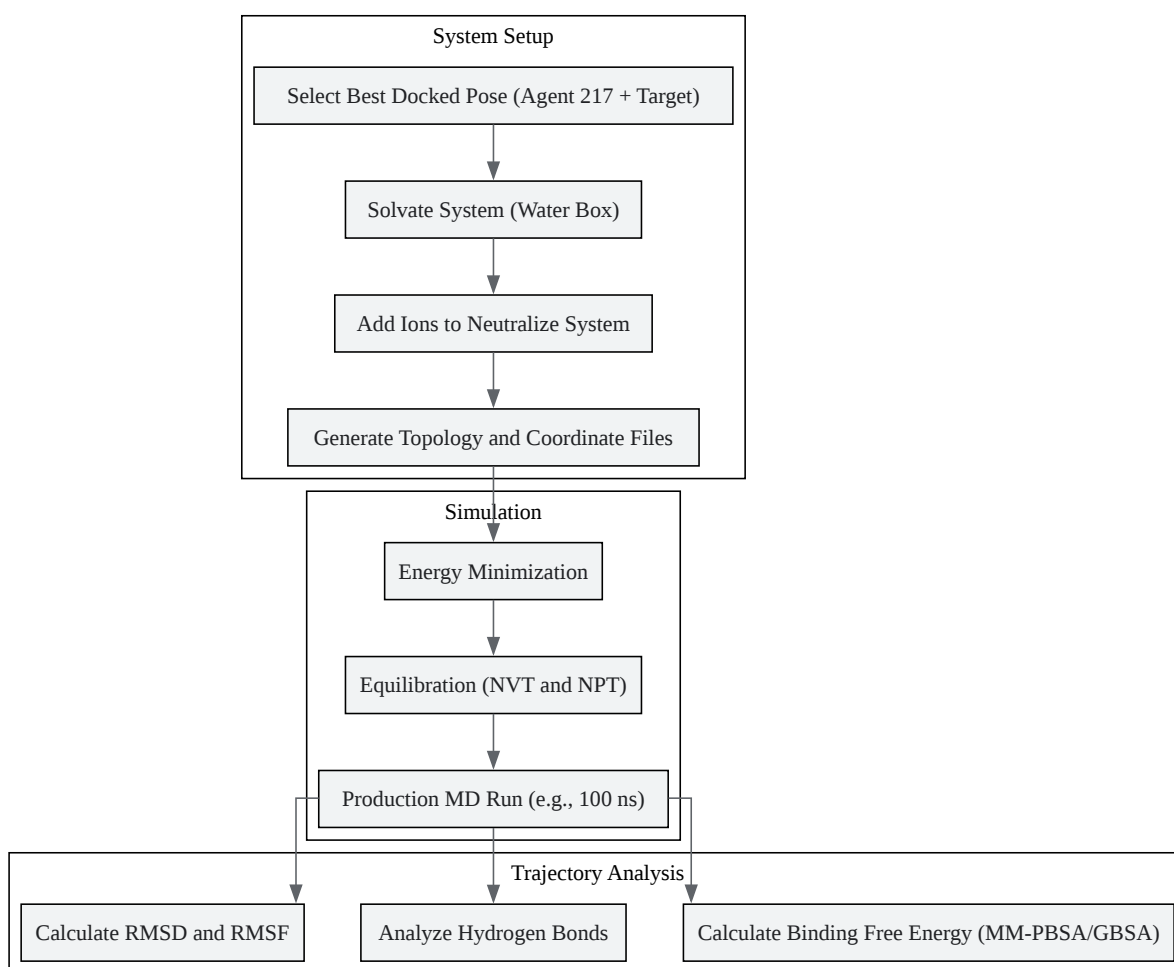 System Setup
Select Best Docked Pose (Agent 217 + Target)
Solvate System (Water Box)
Add Ions to Neutralize System
Generate Topology and Coordinate Files
Simulation
Energy Minimization
Equilibration (NVT and NPT)
Production MD Run (e.g., 100 ns)
Trajectory Analysis
Calculate RMSD and RMSF
Analyze Hydrogen Bonds
Calculate Binding Free Energy (MM-PBSA/GBSA)